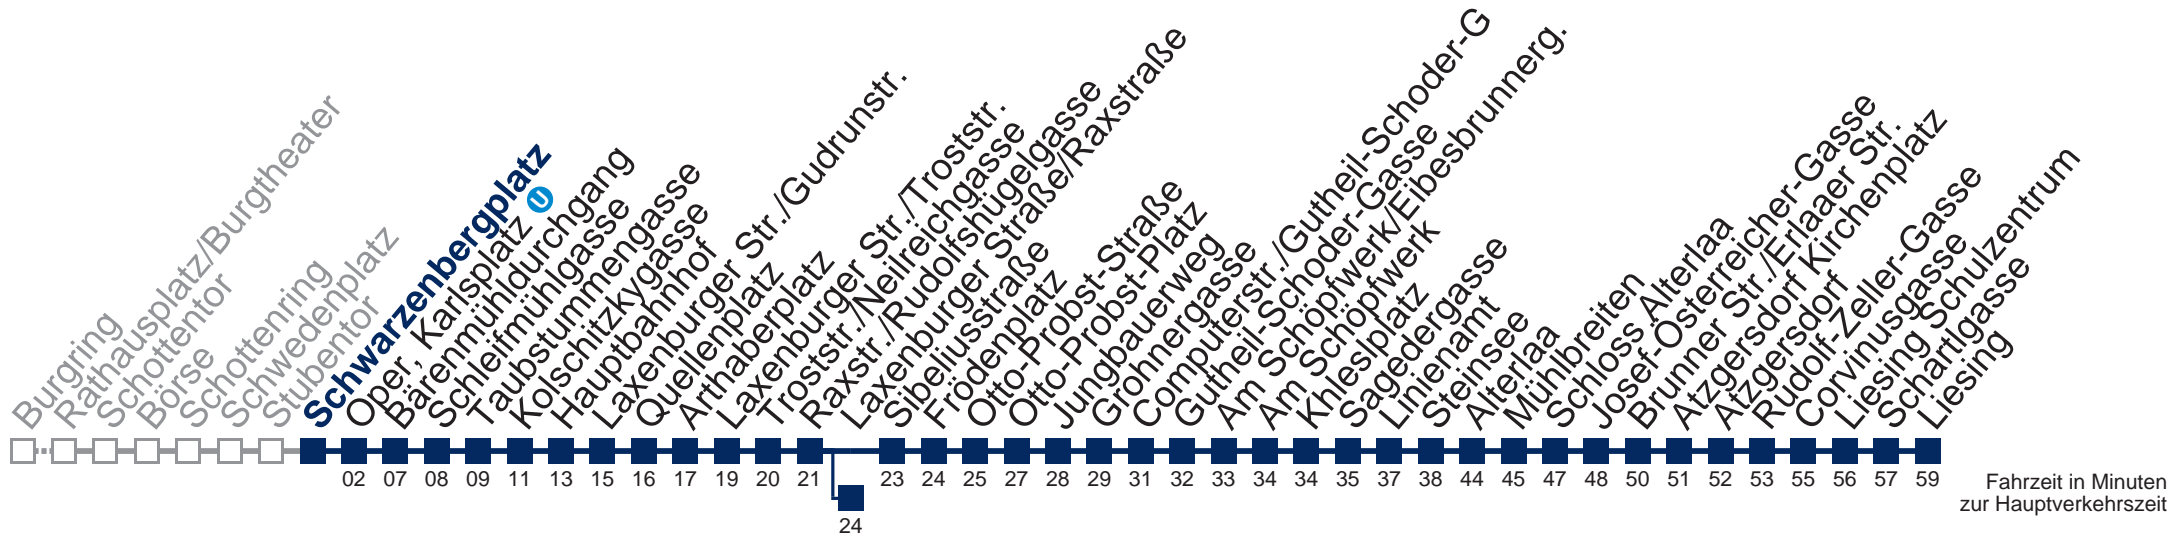 Burgring
Rathausplatz/Burgtheater
Schottentor
Börse
Schottenring
Schwedenplatz
Stubentor
Schwarzenbergplatz
Oper, Karlsplatz U
Bärenmühldurchgang
Schleifmühlgasse
Taubstummengasse
Kolschitzkygasse
Hauptbahnhof
Laxenburger Str./Gudrunstr.
Quellenplatz
Arthaberplatz
Laxenburger Str./Troststr.
Troststr./Neilreichgasse
Raxstr./Rudolfshügelgasse
Laxenburger Straße/Raxstraße
Sibeliusstraße
Frödenplatz
Otto-Probst-Straße
Otto-Probst-Platz
Jungbauerweg
Grohnergasse
Computerstr./Gutheil-Schoder-G
Gutheil-Schoder-Gasse
Am Schöpfwerk/Eibesbrunnerg.
Am Schöpfwerk
Khleslplatz
Sagedergasse
Linienamt
Steinsee
Alterlaa
Mühlbreiten
Schloss Alterlaa
Josef-Österreicher-Gasse
Brunner Str./Erlaaer Str.
Atzgersdorf Kirchenplatz
Atzgersdorf
Rudolf-Zeller-Gasse
Corvinusgasse
Liesing Schulzentrum
Schartlgasse
Liesing
02 07 08 09 11 13 15 16 17 19 20 21 23 24 25 27 28 29 31 32 33 34 34 35 37 38 44 45 47 48 50 51 52 53 55 56 57 59
24
Fahrzeit in Minuten
zur Hauptverkehrszeit